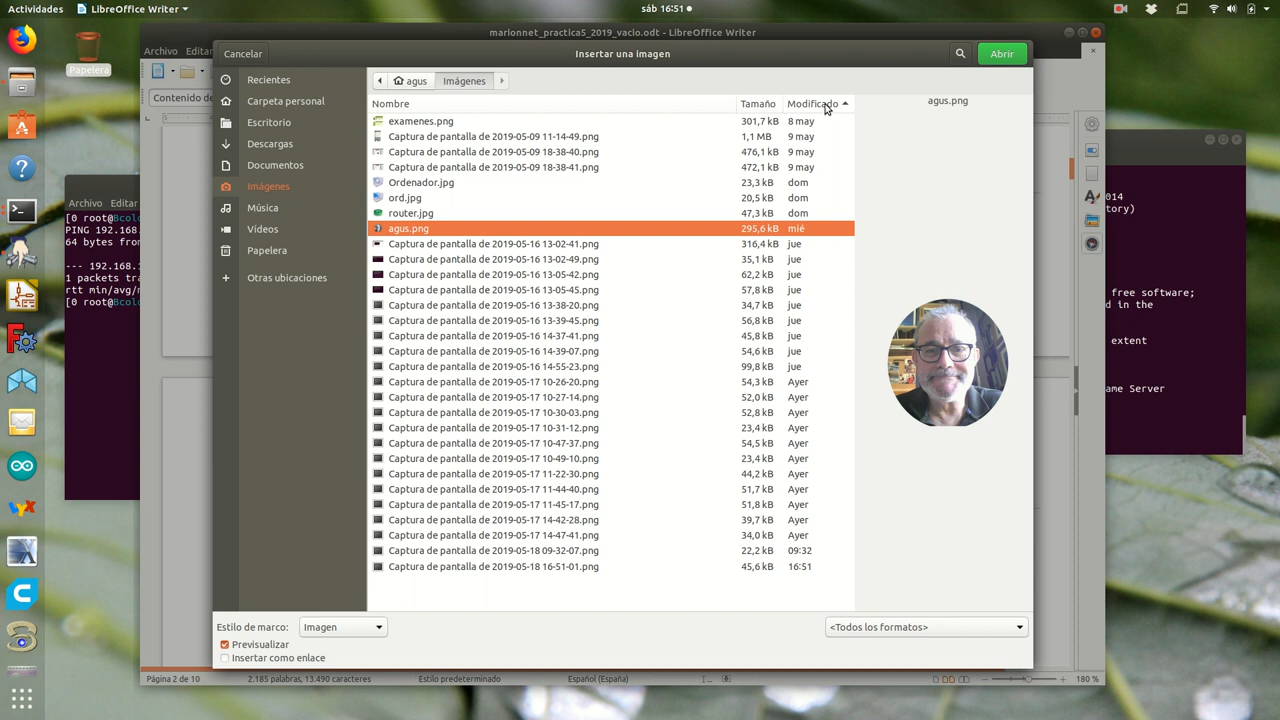 Actividades
LibreOffice Writer
sáb 16:51
Papelera
marionnet_practica5_2019_vacio.odt - LibreOffice Writer
Archivo Editar
Cancelar
Insertar una imagen
Abrir
Recientes
Carpeta personal
Escritorio
Descargas
Documentos
Imágenes
Música
Vídeos
Papelera
Otras ubicaciones
agus
Imágenes
Nombre Tamaño Modificado
examenes.png 301,7 kB 8 may
Captura de pantalla de 2019-05-09 11-14-49.png 1,1 MB 9 may
Captura de pantalla de 2019-05-09 18-38-40.png 476,1 kB 9 may
Captura de pantalla de 2019-05-09 18-38-41.png 472,1 kB 9 may
Ordenador.jpg 23,3 kB dom
ord.jpg 20,5 kB dom
router.jpg 47,3 kB dom
agus.png 295,6 kB mié
Captura de pantalla de 2019-05-16 13-02-41.png 316,4 kB jue
Captura de pantalla de 2019-05-16 13-02-49.png 35,1 kB jue
Captura de pantalla de 2019-05-16 13-05-42.png 62,2 kB jue
Captura de pantalla de 2019-05-16 13-05-45.png 57,8 kB jue
Captura de pantalla de 2019-05-16 13-38-20.png 34,7 kB jue
Captura de pantalla de 2019-05-16 13-39-45.png 56,8 kB jue
Captura de pantalla de 2019-05-16 14-37-41.png 45,8 kB jue
Captura de pantalla de 2019-05-16 14-39-07.png 54,6 kB jue
Captura de pantalla de 2019-05-16 14-55-23.png 99,8 kB jue
Captura de pantalla de 2019-05-17 10-26-20.png 54,3 kB Ayer
Captura de pantalla de 2019-05-17 10-27-14.png 52,0 kB Ayer
Captura de pantalla de 2019-05-17 10-30-03.png 52,8 kB Ayer
Captura de pantalla de 2019-05-17 10-31-12.png 23,4 kB Ayer
Captura de pantalla de 2019-05-17 10-47-37.png 54,5 kB Ayer
Captura de pantalla de 2019-05-17 10-49-10.png 23,4 kB Ayer
Captura de pantalla de 2019-05-17 11-22-30.png 44,2 kB Ayer
Captura de pantalla de 2019-05-17 11-44-40.png 51,7 kB Ayer
Captura de pantalla de 2019-05-17 11-45-17.png 51,8 kB Ayer
Captura de pantalla de 2019-05-17 14-42-28.png 39,7 kB Ayer
Captura de pantalla de 2019-05-17 14-47-41.png 34,0 kB Ayer
Captura de pantalla de 2019-05-18 09-32-07.png 22,2 kB 09:32
Captura de pantalla de 2019-05-18 16-51-01.png 45,6 kB 16:51
agus.png
Estilo de marco: Imagen
<Todos los formatos>
Previsualizar
Insertar como enlace
Página 2 de 10 2.185 palabras, 13.490 caracteres Estilo predeterminado Español (España) 180 %
Contenido de
Archivo Editar
[0 root@Bcol
PING 192.168.
64 bytes from
--- 192.168.
1 packets tra
rtt min/avg/
[0 root@Bcol
014
tory)
free software;
d in the
extent
ame Server